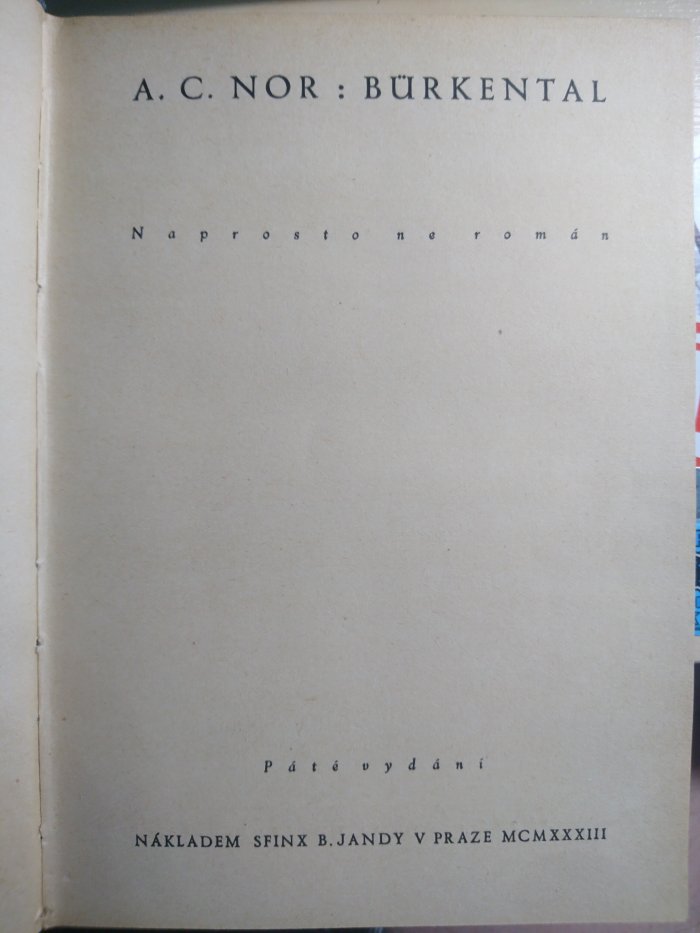 A. C. NOR : BÜRKENTAL
Naprosto ne román
Páté vydání
NÁKLADEM SFINX B. JANDY V PRAZE MCMXXXIII